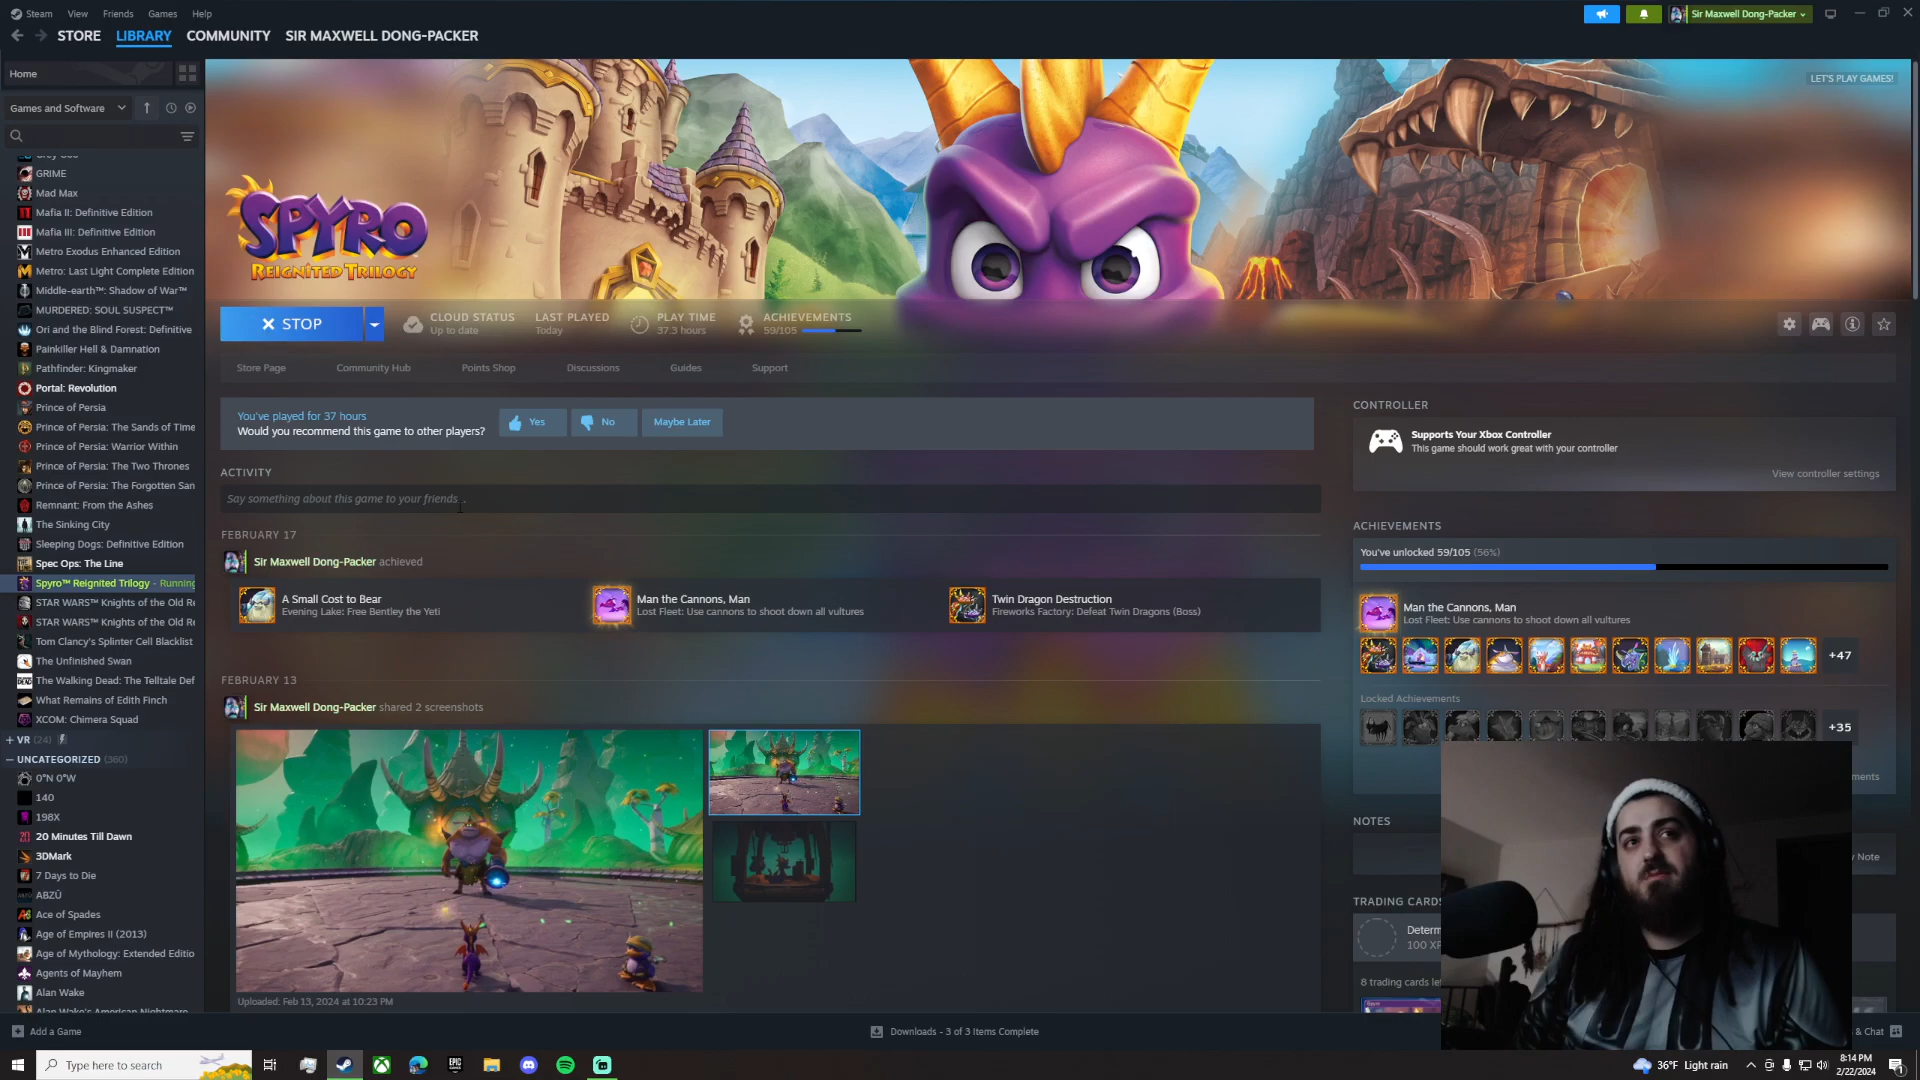 Steam View Friends Games Help
Sir Maxwell Dong-Packer
STORE LIBRARY COMMUNITY SIR MAXWELL DONG-PACKER
Home
LET'S PLAY GAMES!
Games and Software
GRIME
Mad Max
Mafia II: Definitive Edition
Mafia III: Definitive Edition
Metro Exodus Enhanced Edition
Metro: Last Light Complete Edition
Middle-earth™: Shadow of War™
MURDERED: SOUL SUSPECT™
Ori and the Blind Forest: Definitive
Painkiller Hell & Damnation
Pathfinder: Kingmaker
Portal: Revolution
Prince of Persia
Prince of Persia: The Sands of Time
Prince of Persia: Warrior Within
Prince of Persia: The Two Thrones
Prince of Persia: The Forgotten San
Remnant: From the Ashes
The Sinking City
Sleeping Dogs: Definitive Edition
Spec Ops: The Line
Spyro™ Reignited Trilogy - Running
STAR WARS™ Knights of the Old Re
STAR WARS™ Knights of the Old Re
Tom Clancy's Splinter Cell Blacklist
The Unfinished Swan
The Walking Dead: The Telltale Def
What Remains of Edith Finch
XCOM: Chimera Squad
+ VR (24)
— UNCATEGORIZED (360)
0°N 0°W
140
198X
20 Minutes Till Dawn
3DMark
7 Days to Die
ABZÛ
Ace of Spades
Age of Empires II (2013)
Age of Mythology: Extended Editio
Agents of Mayhem
Alan Wake
Alan Wake's American Nightmare
Add a Game
SPYRO
REIGNITED TRILOGY
STOP
CLOUD STATUS
Up to date
LAST PLAYED
Today
PLAY TIME
37.3 hours
ACHIEVEMENTS
59/105
Store Page Community Hub Points Shop Discussions Guides Support
You've played for 37 hours
Would you recommend this game to other players?
Yes No Maybe Later
ACTIVITY
Say something about this game to your friends...
FEBRUARY 17
Sir Maxwell Dong-Packer achieved
A Small Cost to Bear
Evening Lake: Free Bentley the Yeti
Man the Cannons, Man
Lost Fleet: Use cannons to shoot down all vultures
Twin Dragon Destruction
Fireworks Factory: Defeat Twin Dragons (Boss)
FEBRUARY 13
Sir Maxwell Dong-Packer shared 2 screenshots
Uploaded: Feb 13, 2024 at 10:23 PM
CONTROLLER
Supports Your Xbox Controller
This game should work great with your controller
View controller settings
ACHIEVEMENTS
You've unlocked 59/105 (56%)
Man the Cannons, Man
Lost Fleet: Use cannons to shoot down all vultures
+47
Locked Achievements
+35
ments
NOTES
Note
TRADING CARDS
Determ
100 XP
8 trading cards lef
Downloads - 3 of 3 Items Complete
& Chat
Type here to search
EPIC
36°F Light rain
8:14 PM
2/22/2024